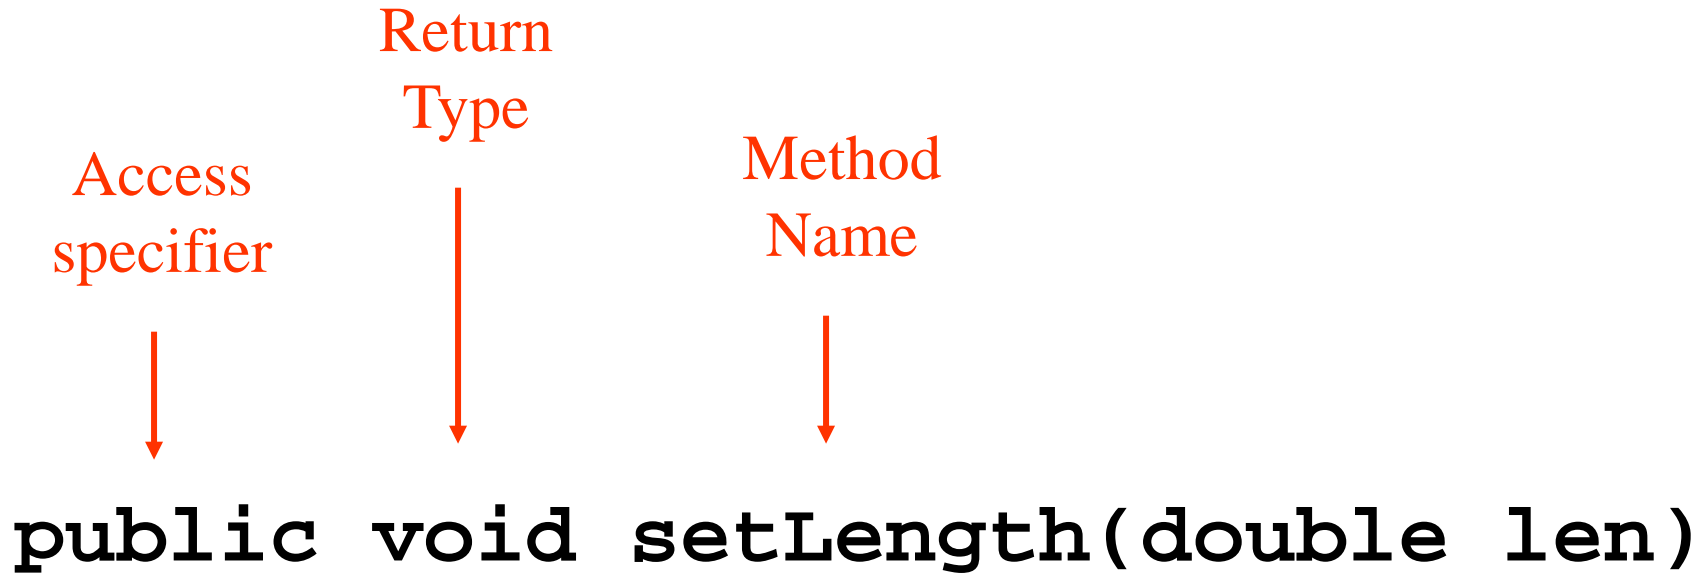 Return
Type
Access
specifier
Method
Name
public void setLength(double len)